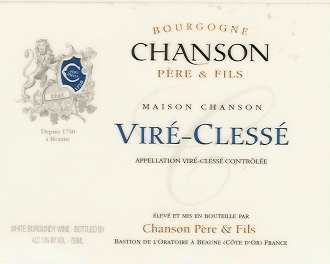 BOURGOGNE
CHANSON
PÈRE & FILS
Depuis 1750
à Beaune
MAISON CHANSON
VIRÉ-CLESSÉ
APPELLATION VIRÉ-CLESSÉ CONTRÔLÉE
ÉLEVÉ ET MIS EN BOUTEILLE PAR
Chanson Père & Fils
BASTION DE L'ORATOIRE À BEAUNE (CÔTE D'OR) FRANCE
WHITE BURGUNDY WINE - BOTTLED BY
ALC 13% BY VOL - 750ML